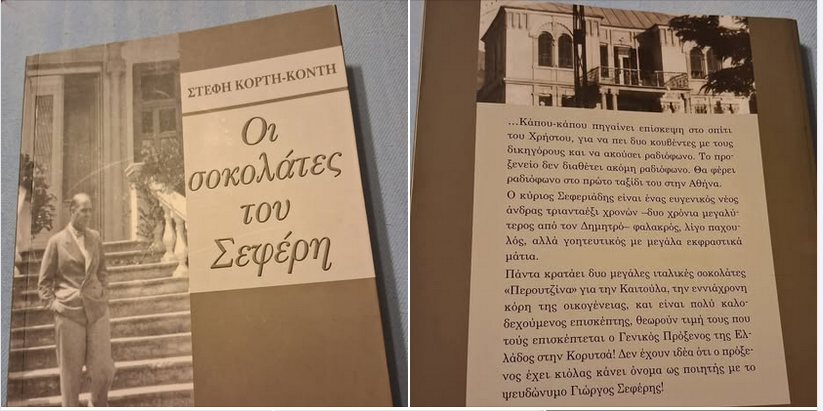 ΣΤΕΦΗ ΚΟΡΤΗ-ΚΟΝΤΗ
Οι
σοκολάτες
του
Σεφέρη
...Κάπου-κάπου πηγαίνει επίσκεψη στο σπίτι
του Χρήστου, για να πει δυο κουβέντες με τους
δικηγόρους και να ακούσει ραδιόφωνο. Το προ-
ξενείο δεν διαθέτει ακόμη ραδιόφωνο. Θα φέρει
ραδιόφωνο στο πρώτο ταξίδι του στην Αθήνα.
Ο κύριος Σεφεριάδης είναι ένας ευγενικός νέος
άνδρας τριανταέξι χρονών –δυο χρόνια μεγαλύ-
τερος από τον Δημητρό– φαλακρός, λίγο παχου-
λός, αλλά γοητευτικός με μεγάλα εκφραστικά
μάτια.
Πάντα κρατάει δυο μεγάλες ιταλικές σοκολάτες
«Περουτζίνα» για την Καιτούλα, την εννιάχρονη
κόρη της οικογένειας, και είναι πολύ καλο-
δεχούμενος επισκέπτης, θεωρούν τιμή τους που
τούς επισκέπτεται ο Γενικός Πρόξενος της Ελ-
λάδος στην Κορυτσά! Δεν έχουν ιδέα ότι ο πρόξε-
νος έχει κιόλας κάνει όνομα ως ποιητής με το
ψευδώνυμο Γιώργος Σεφέρης!